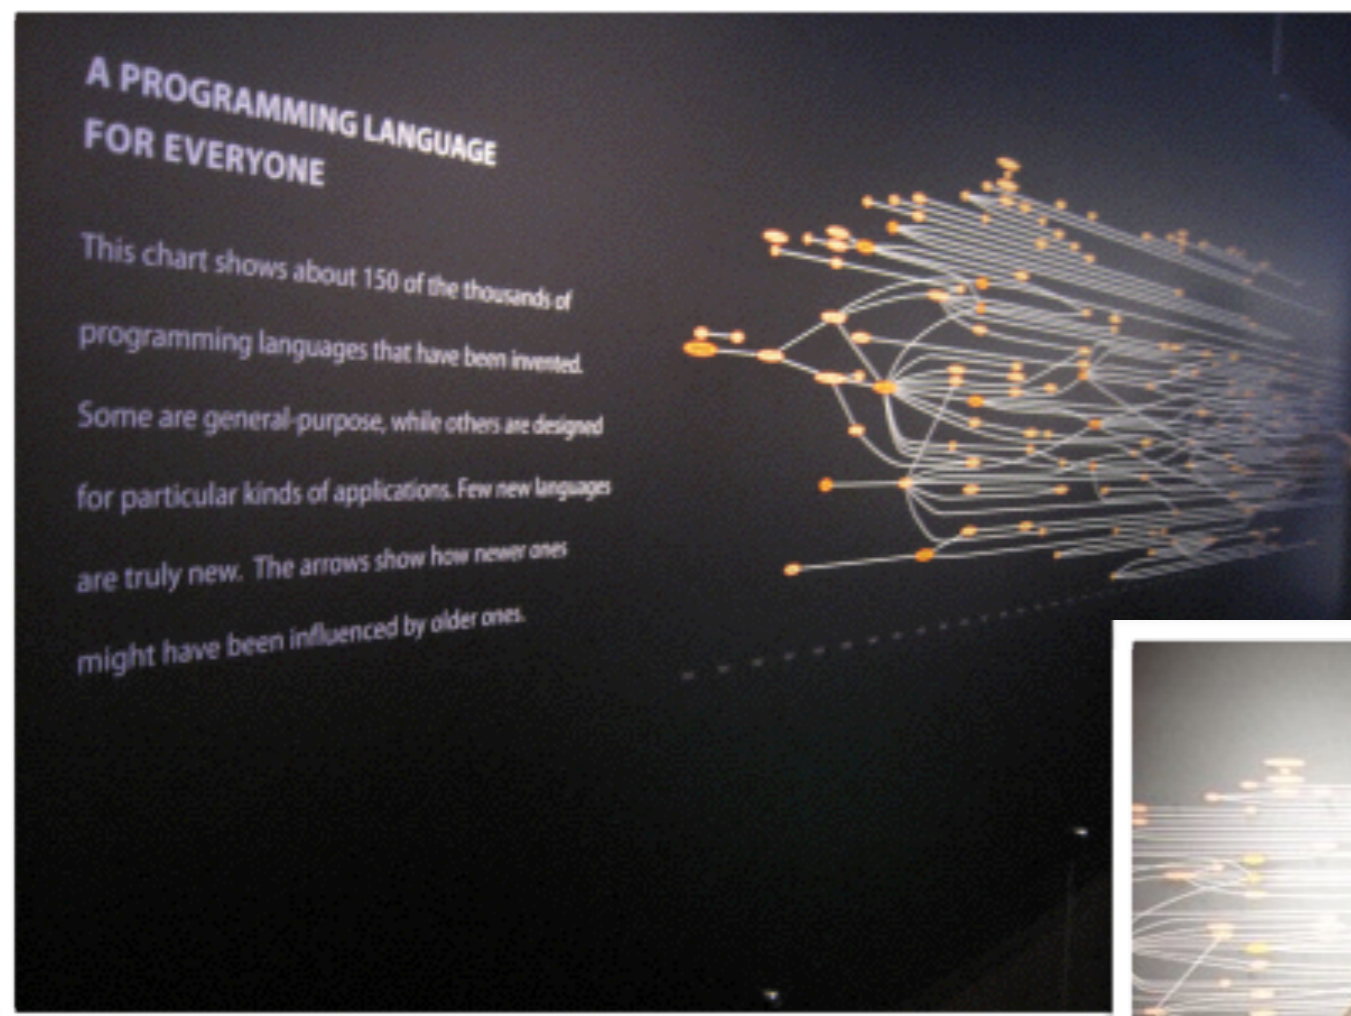 A PROGRAMMING LANGUAGE
FOR EVERYONE
This chart shows about 150 of the thousands of
programming languages that have been invented.
Some are general-purpose, while others are designed
for particular kinds of applications. Few new languages
are truly new. The arrows show how newer ones
might have been influenced by older ones.